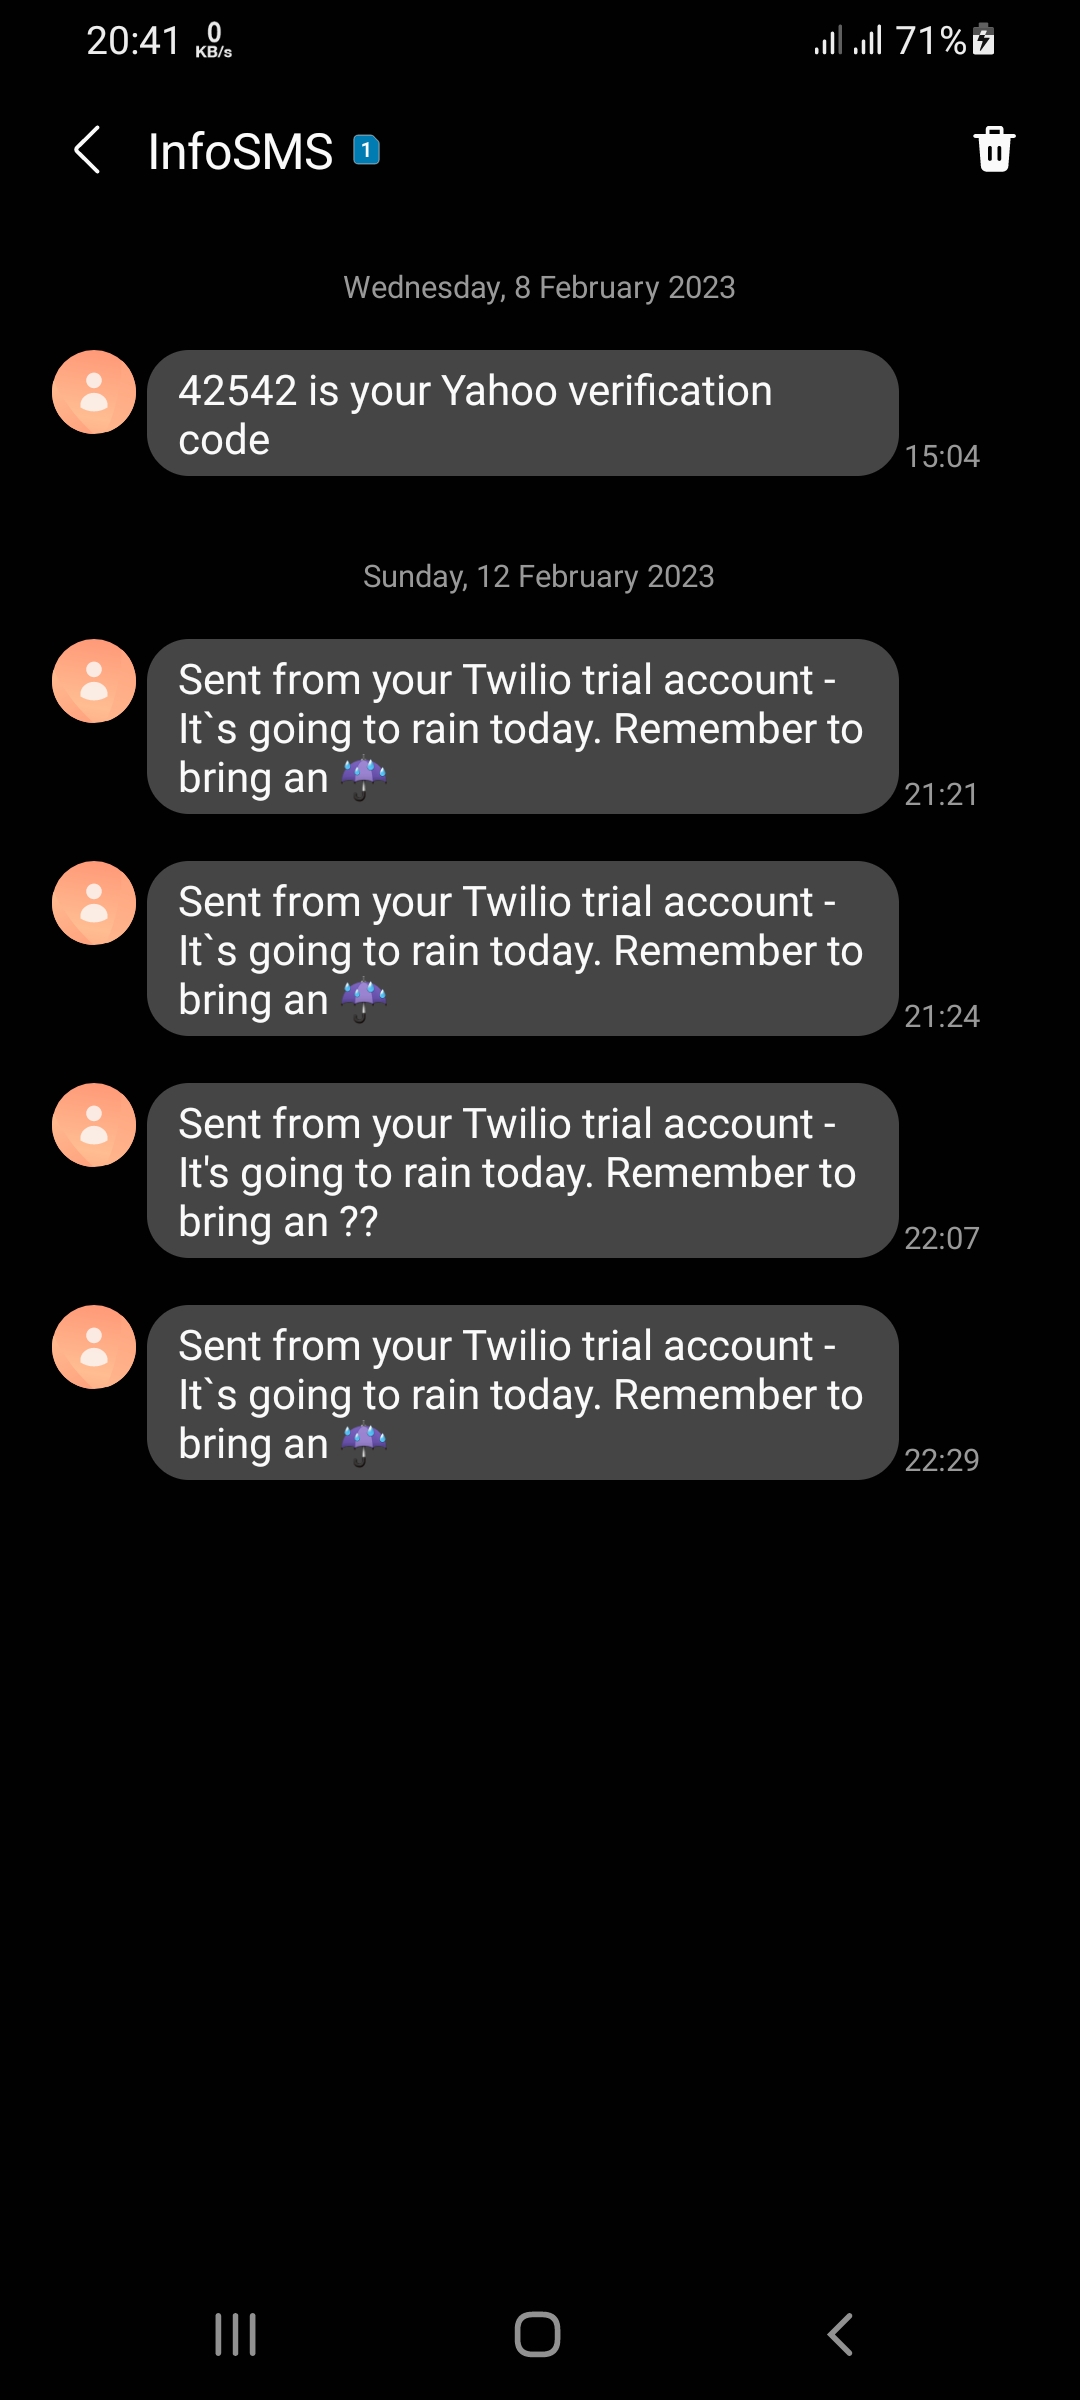 20:41 0 KB/s 71%
InfoSMS 1
Wednesday, 8 February 2023
42542 is your Yahoo verification
code
15:04
Sunday, 12 February 2023
Sent from your Twilio trial account -
It`s going to rain today. Remember to
bring an ☔
21:21
Sent from your Twilio trial account -
It`s going to rain today. Remember to
bring an ☔
21:24
Sent from your Twilio trial account -
It's going to rain today. Remember to
bring an ??
22:07
Sent from your Twilio trial account -
It`s going to rain today. Remember to
bring an ☔
22:29